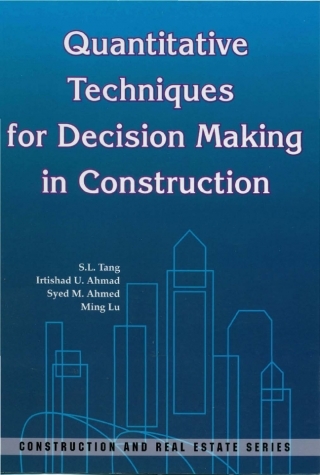 Quantitative
Techniques
for Decision Making
in Construction
S.L. Tang
Irtishad U. Ahmad
Syed M. Ahmed
Ming Lu
CONSTRUCTION AND REAL ESTATE SERIES